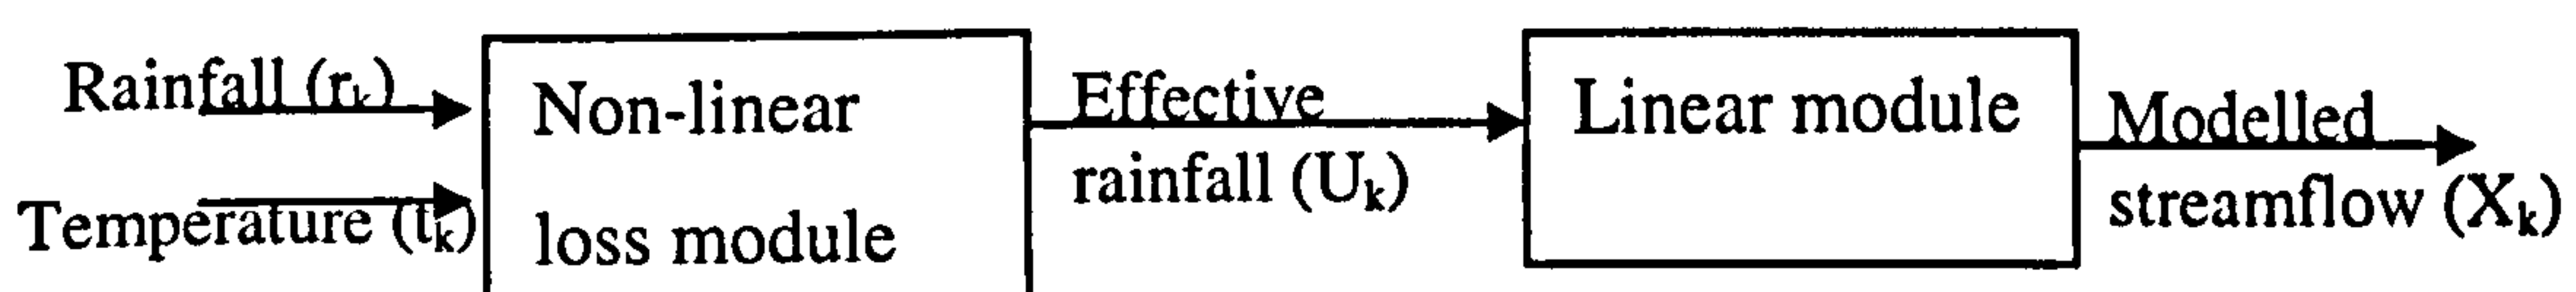 Rainfall (rₖ)
Temperature (tₖ)
Non-linear
loss module
Effective
rainfall (Uₖ)
Linear module
Modelled
streamflow (Xₖ)